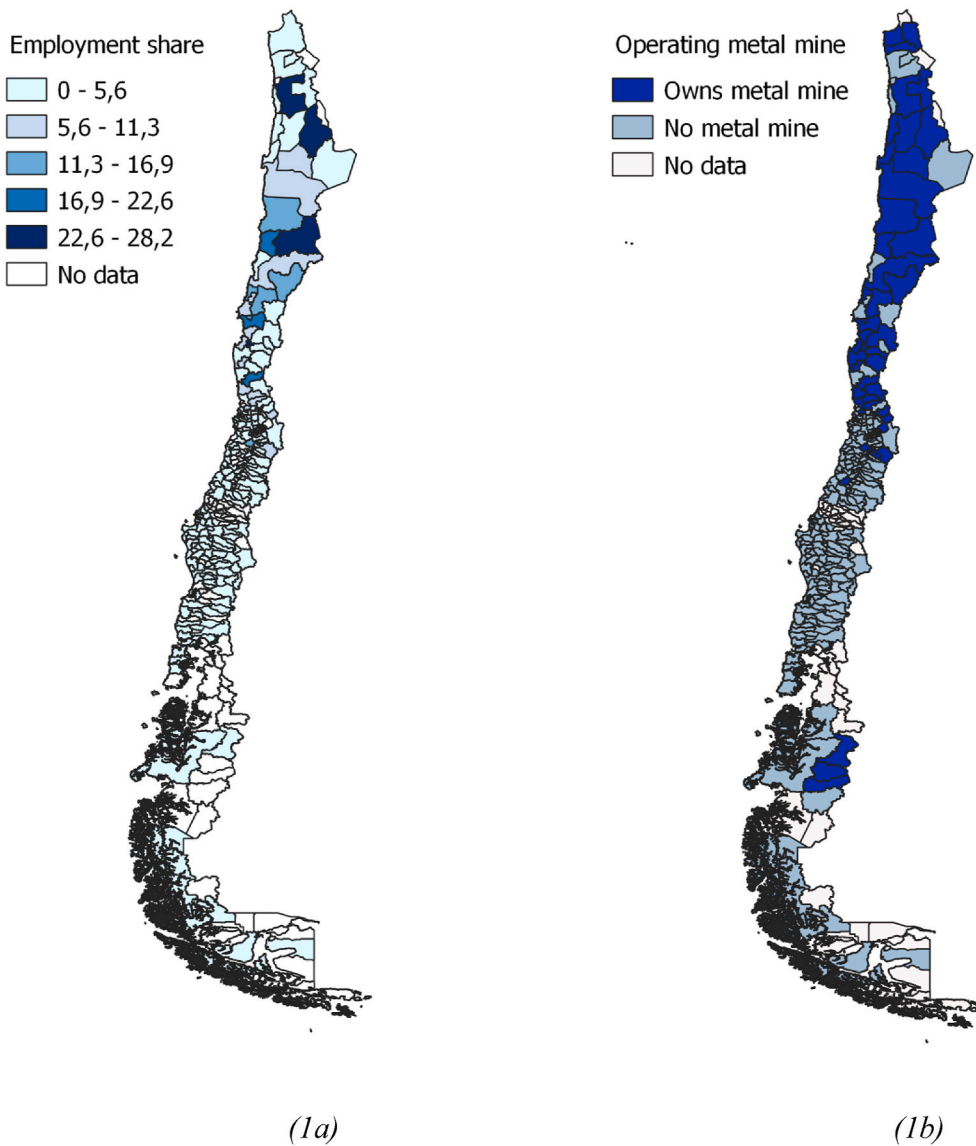 Employment share
0 - 5,6
5,6 - 11,3
11,3 - 16,9
16,9 - 22,6
22,6 - 28,2
No data
Operating metal mine
Owns metal mine
No metal mine
No data
(1a)
(1b)